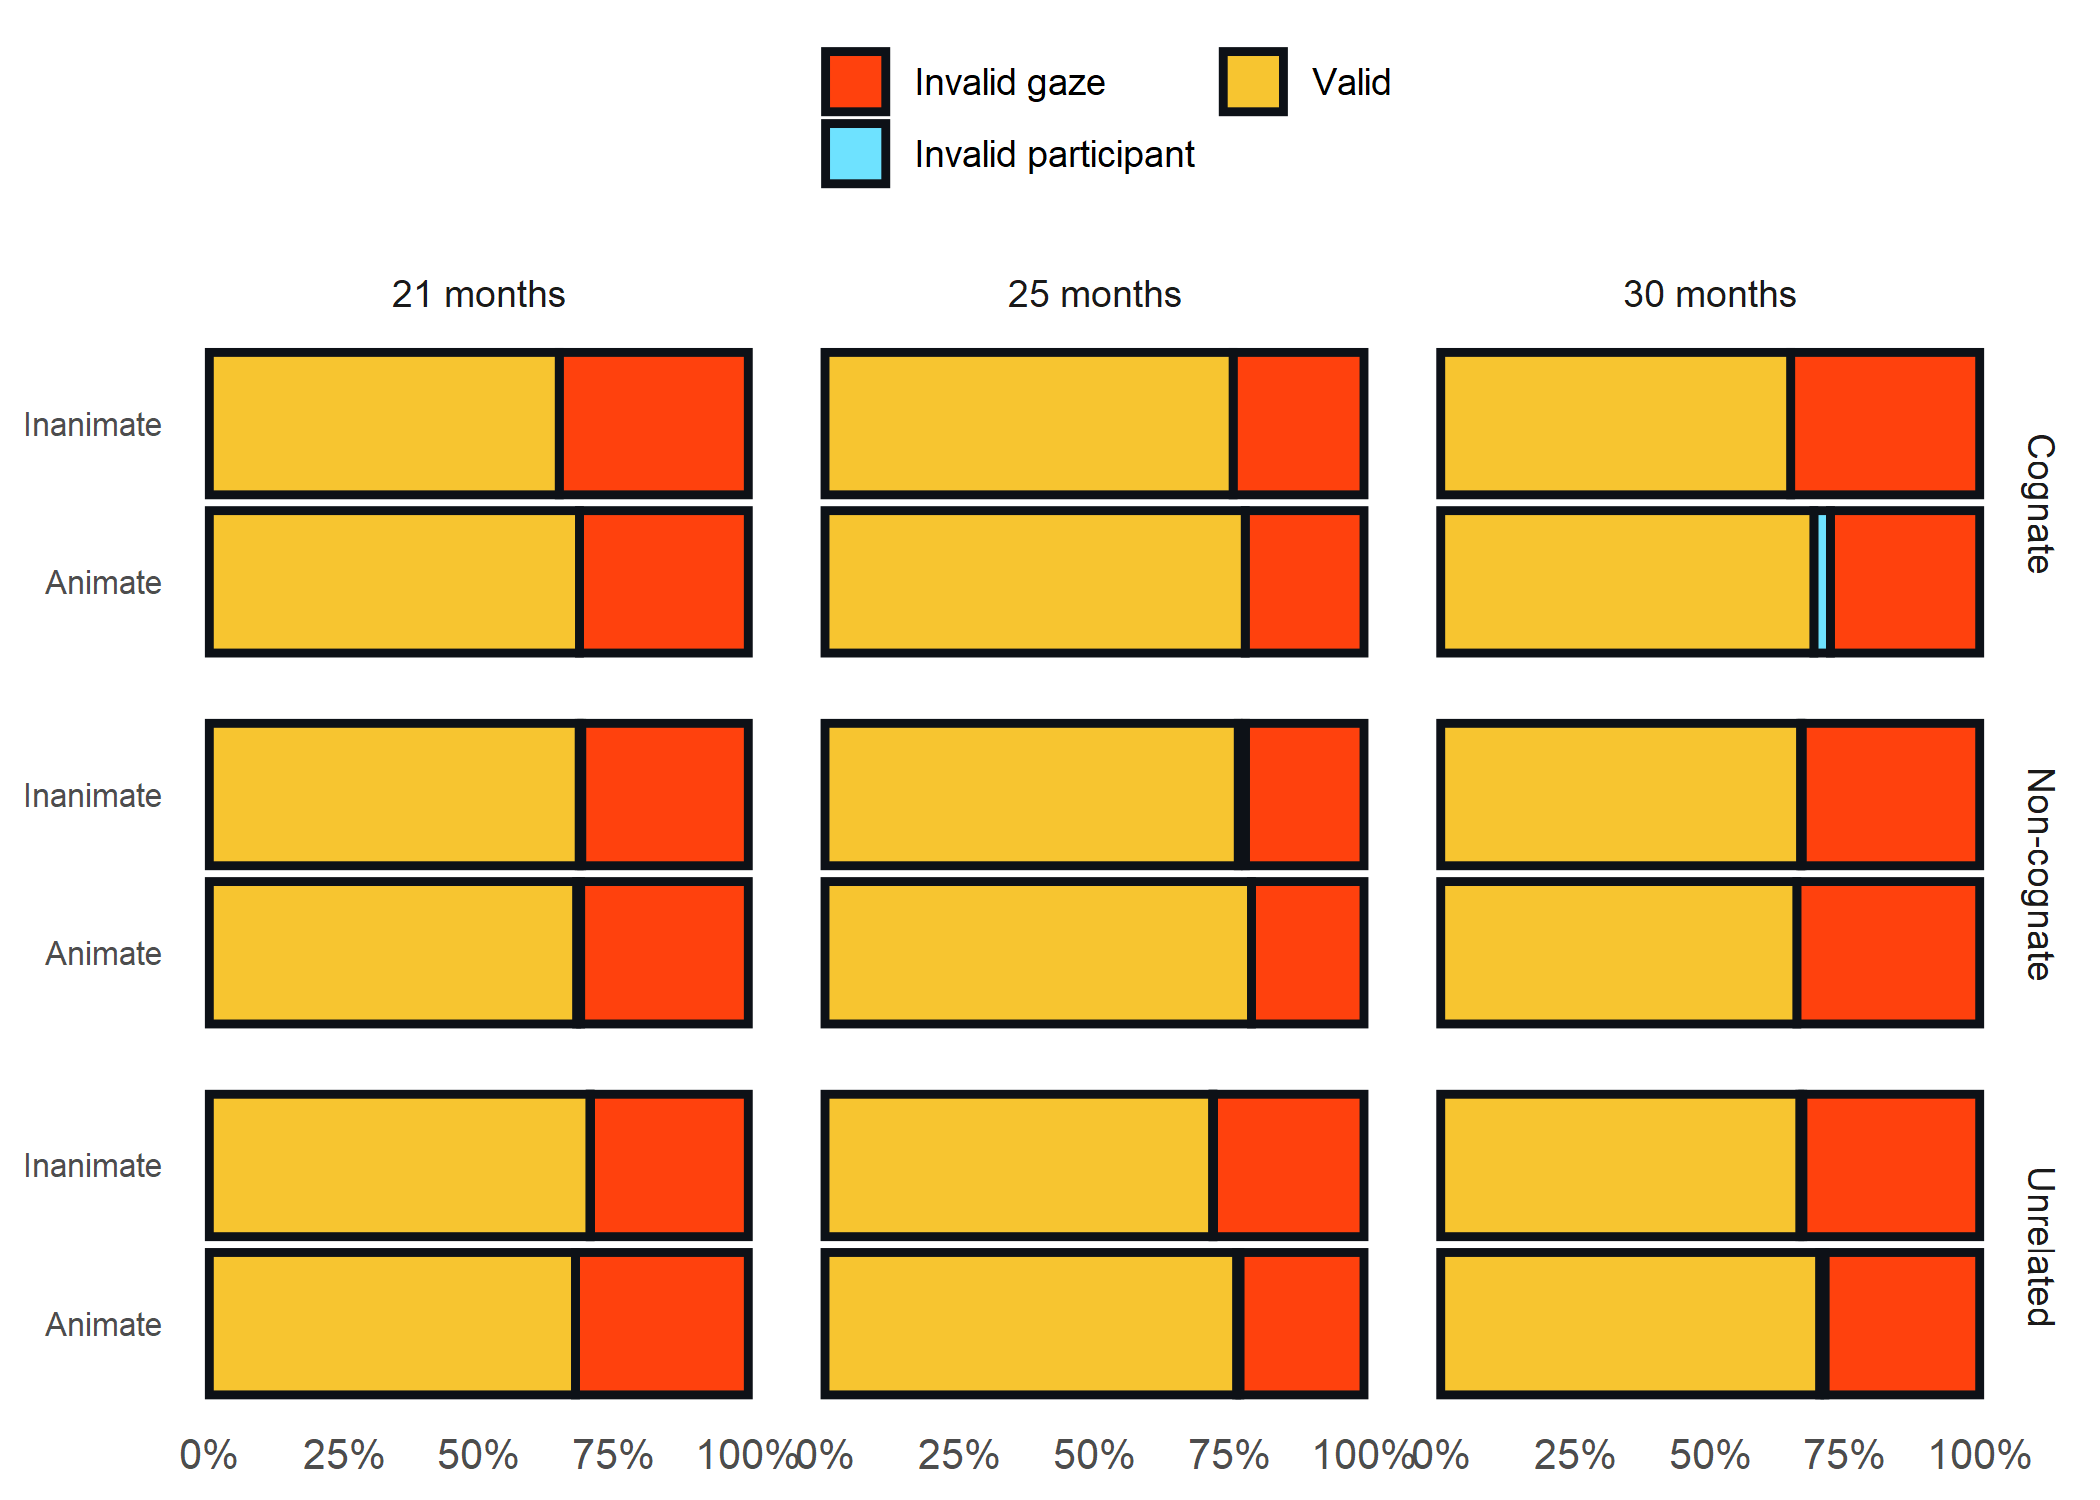 Invalid gaze
Valid
Invalid participant
21 months
25 months
30 months
Inanimate
Animate
Cognate
Inanimate
Animate
Non-cognate
Inanimate
Animate
Unrelated
0% 25% 50% 75% 100% 0% 25% 50% 75% 100% 0% 25% 50% 75% 100%